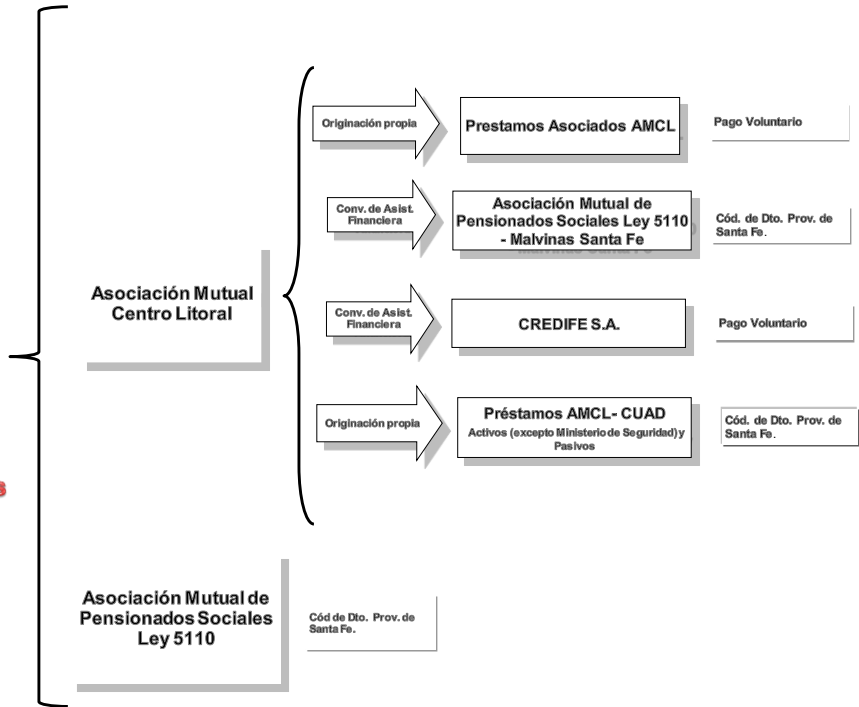 Originación propia
Prestamos Asociados AMCL
Pago Voluntario
Conv. de Asist.
Financiera
Asociación Mutual de
Pensionados Sociales Ley 5110
- Malvinas Santa Fe
Cód. de Dto. Prov. de
Santa Fe.
Asociación Mutual
Centro Litoral
Conv. de Asist.
Financiera
CREDIFE S.A.
Pago Voluntario
Originación propia
Préstamos AMCL- CUAD
Activos (excepto Ministerio de Seguridad) y
Pasivos
Cód. de Dto. Prov. de
Santa Fe.
Asociación Mutual de
Pensionados Sociales
Ley 5110
Cód de Dto. Prov. de
Santa Fe.